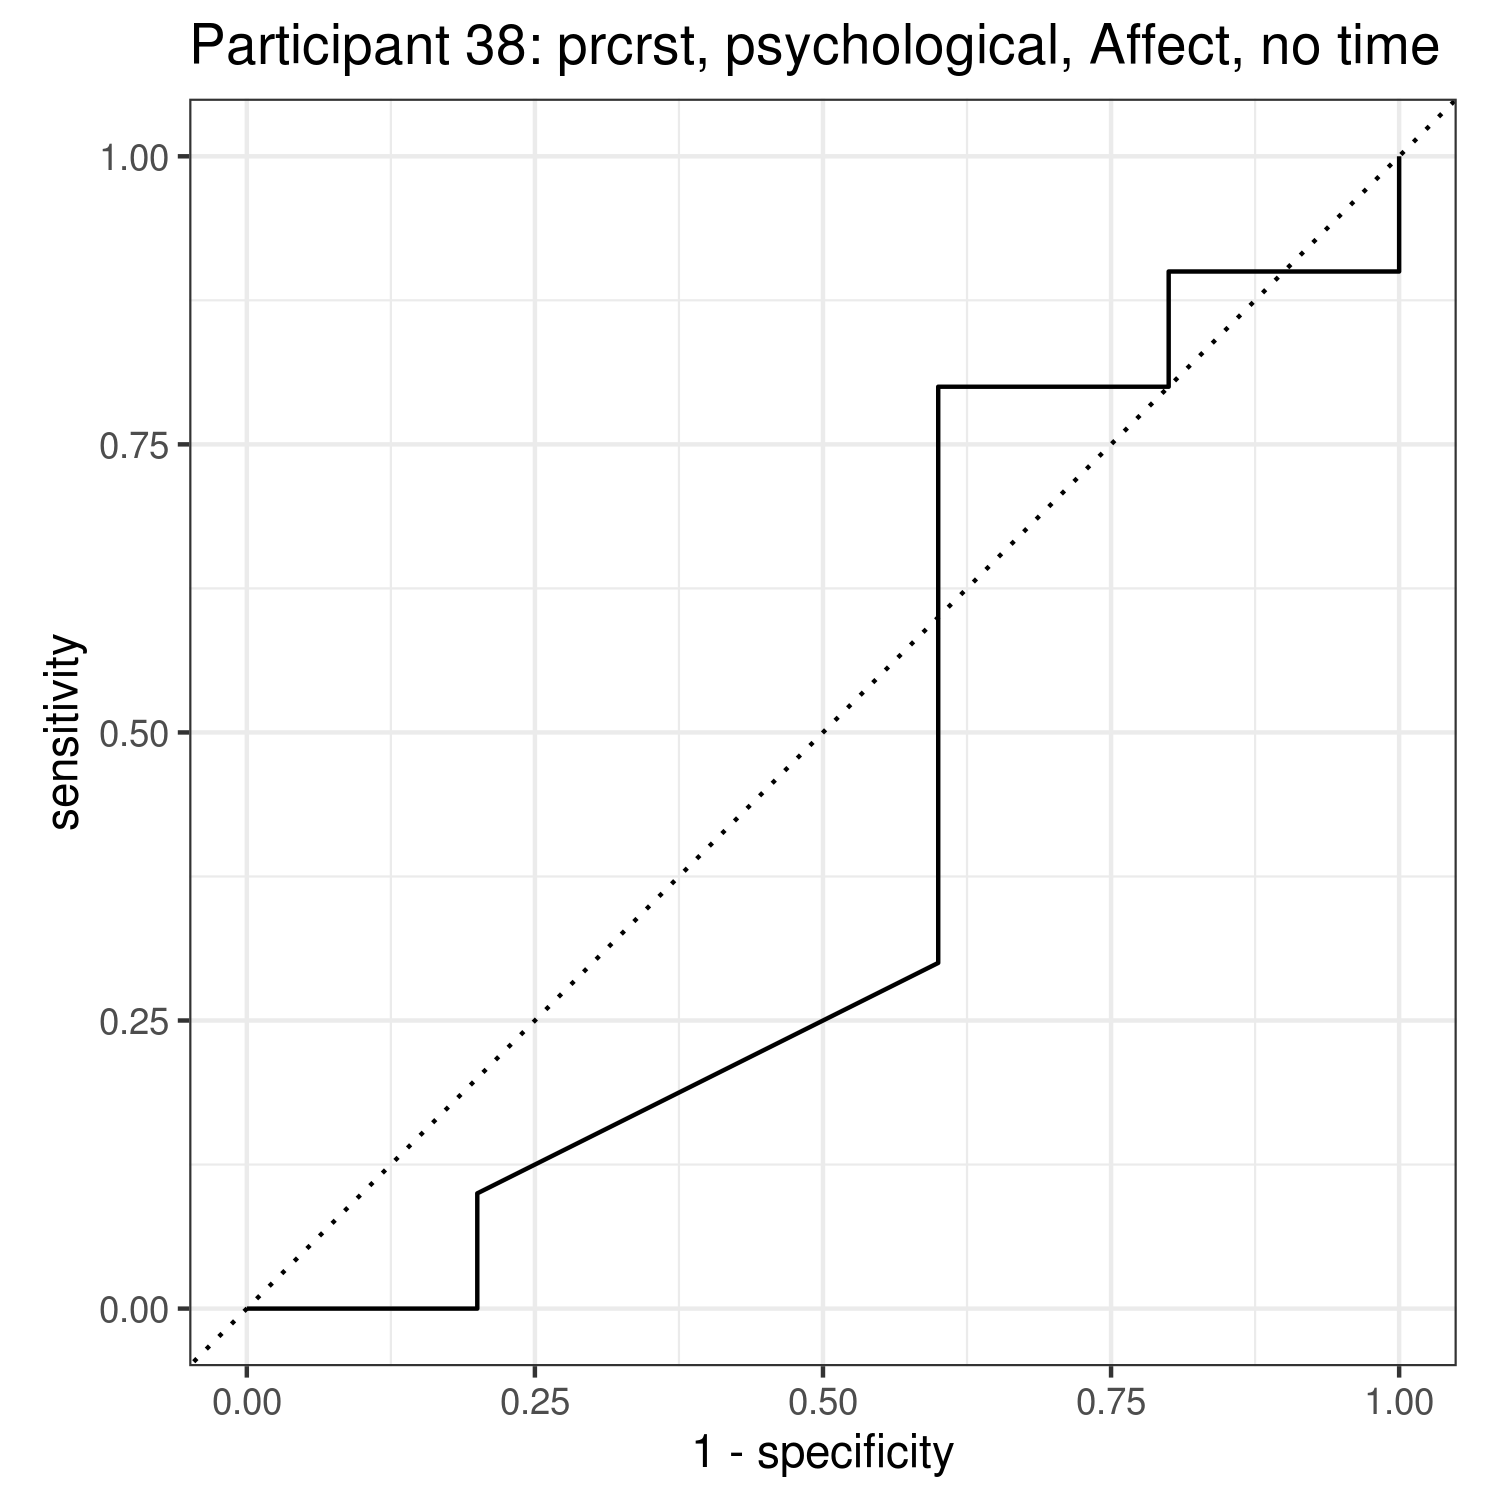 Participant 38: prcrst, psychological, Affect, no time
1.00
0.75
0.50
0.25
0.00
sensitivity
0.00 0.25 0.50 0.75 1.00
1 - specificity